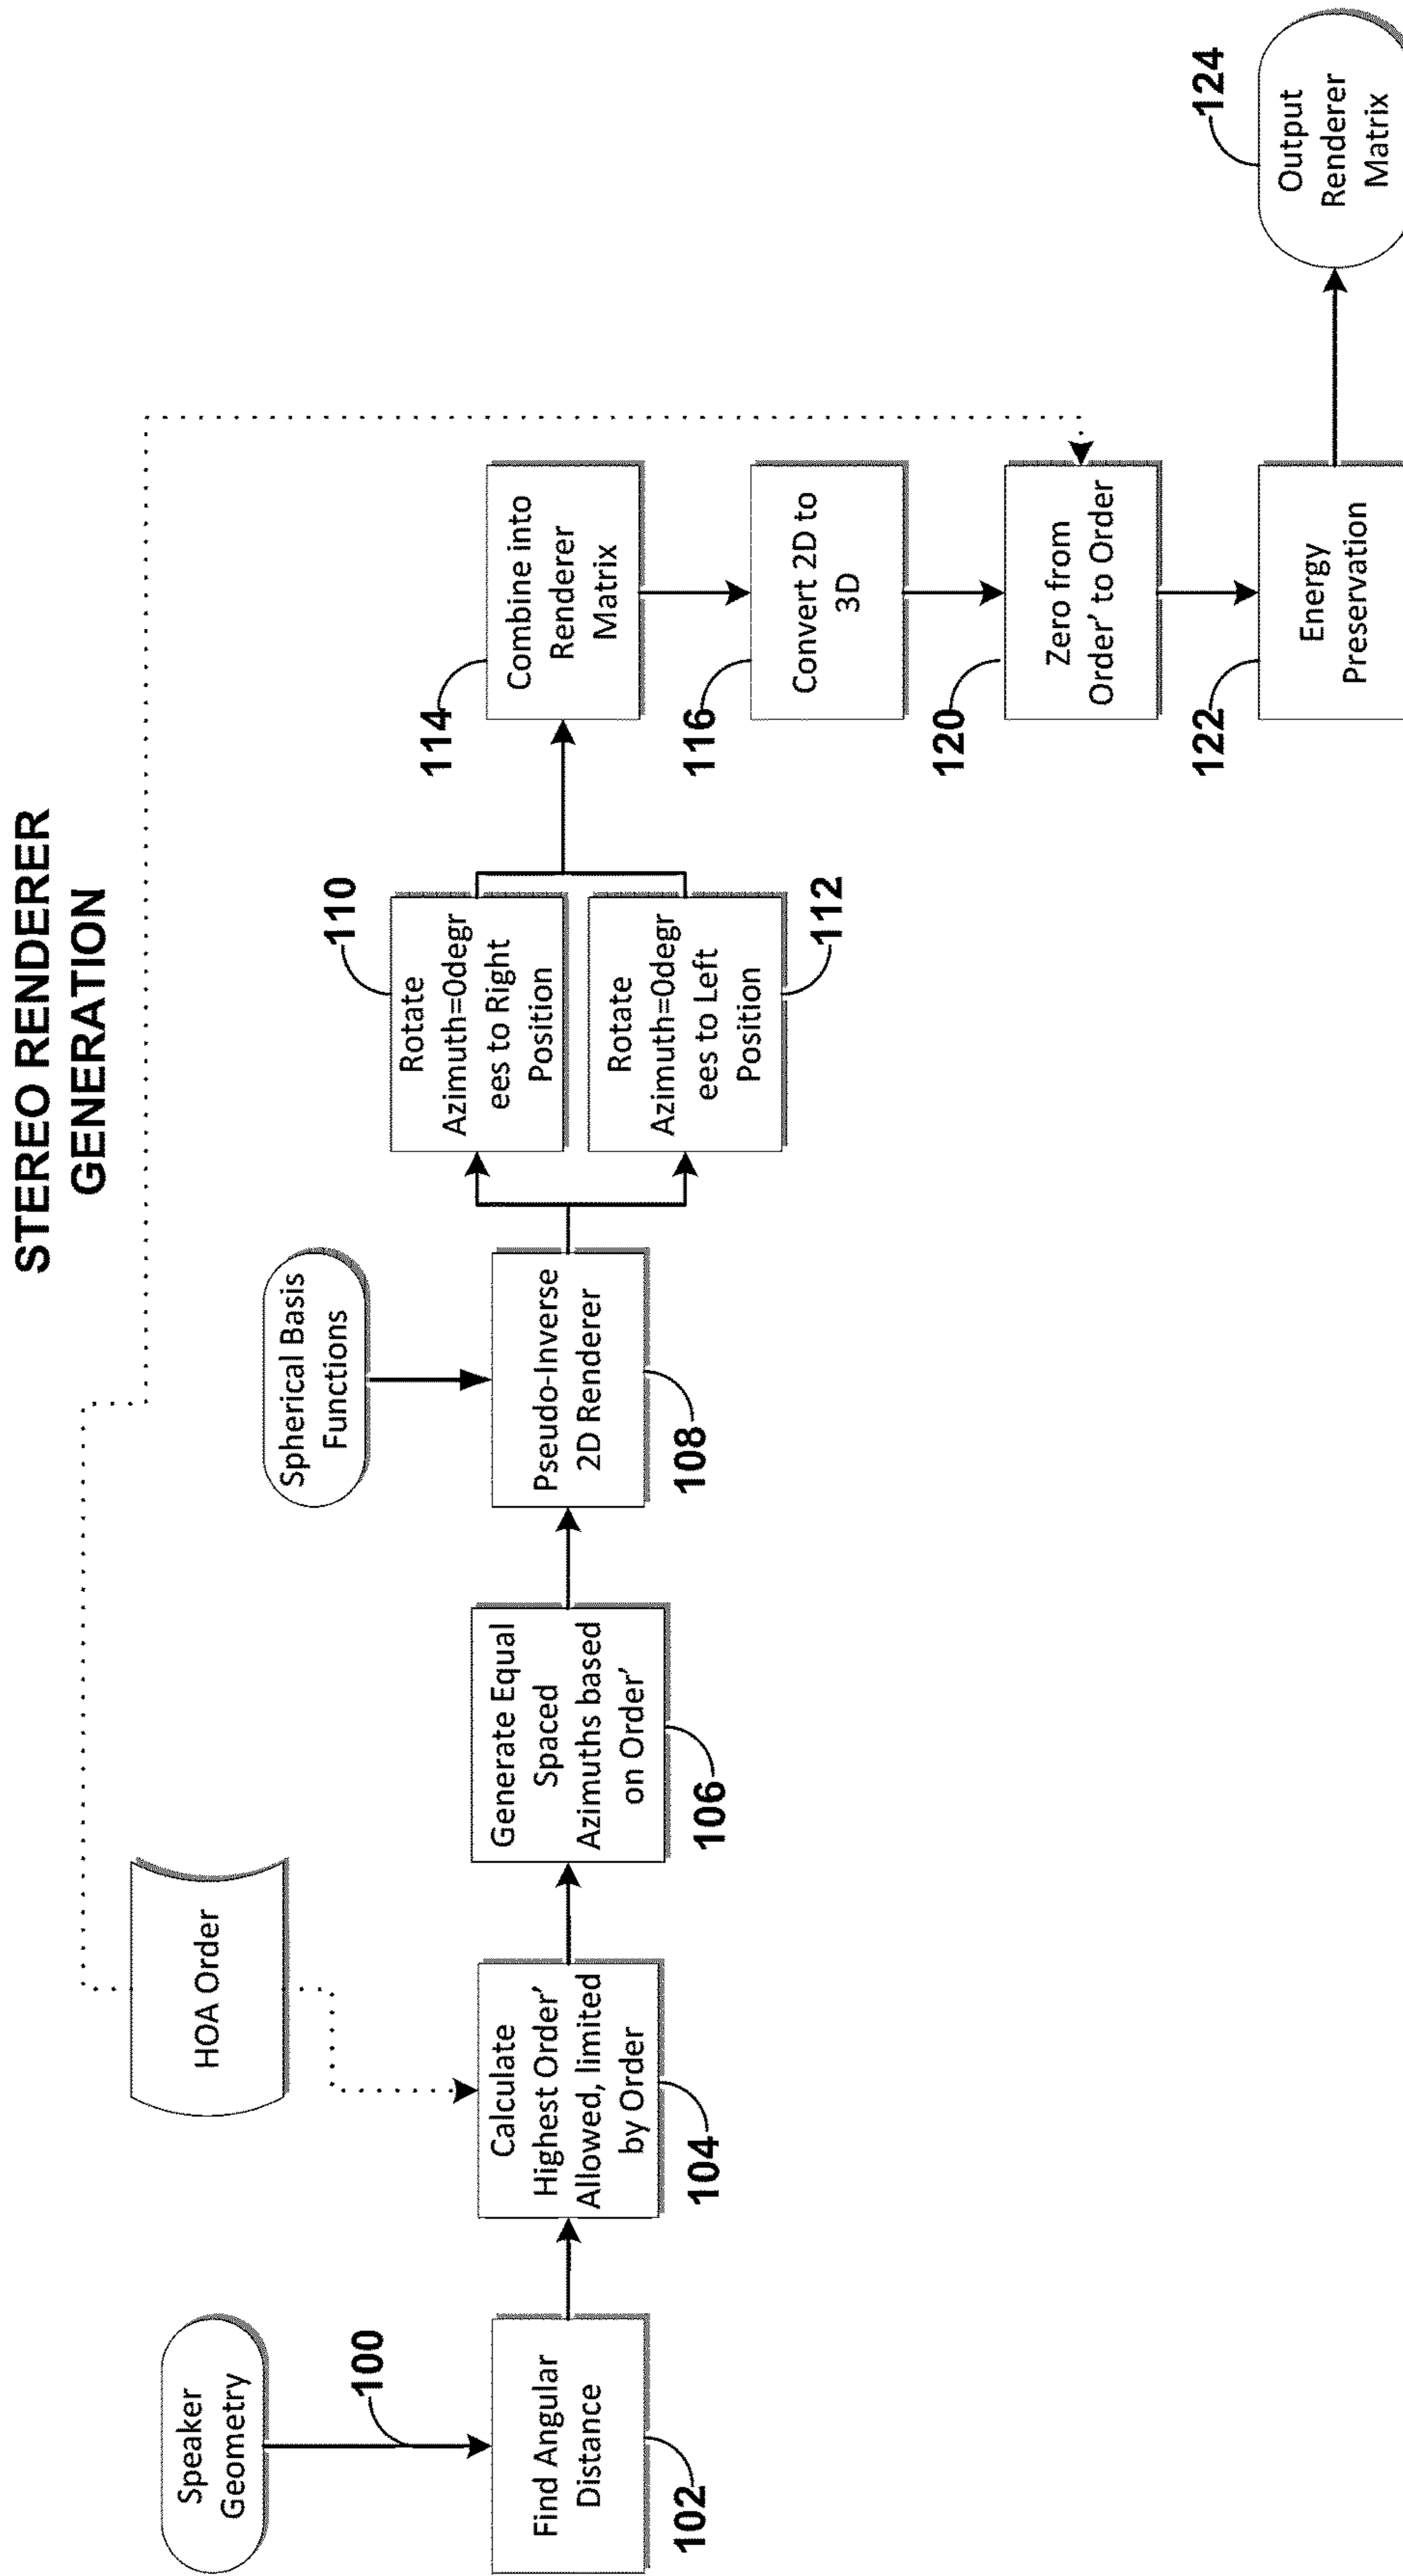 STEREO RENDERER
GENERATION
Speaker
Geometry
100
Find Angular
Distance
102
HOA Order
Calculate
Highest Order'
Allowed, limited
by Order
104
Generate Equal
Spaced
Azimuths based
on Order'
106
Spherical Basis
Functions
Pseudo-Inverse
2D Renderer
108
110
Rotate
Azimuth=0degr
ees to Right
Position
Rotate
Azimuth=0degr
ees to Left
Position
112
114
Combine into
Renderer
Matrix
116
Convert 2D to
3D
120
Zero from
Order' to Order
122
Energy
Preservation
124
Output
Renderer
Matrix